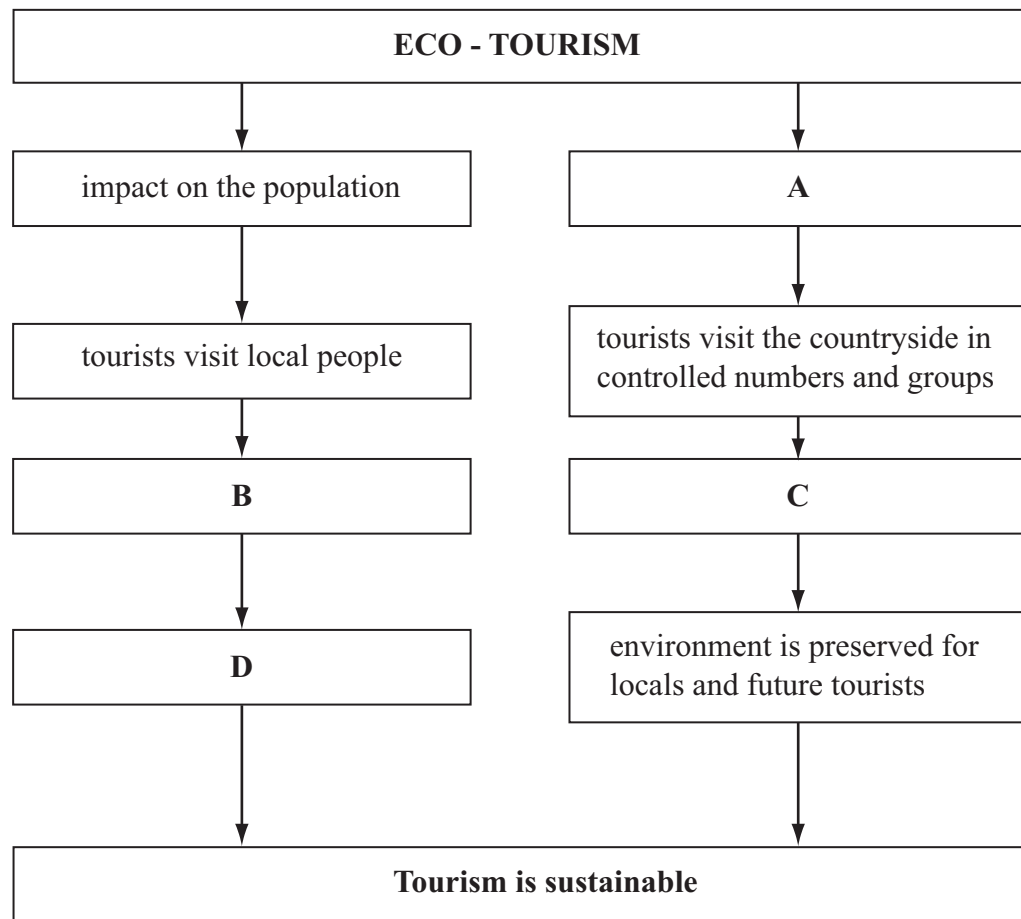 ECO - TOURISM
impact on the population
A
tourists visit local people
tourists visit the countryside in
controlled numbers and groups
B
C
D
environment is preserved for
locals and future tourists
Tourism is sustainable